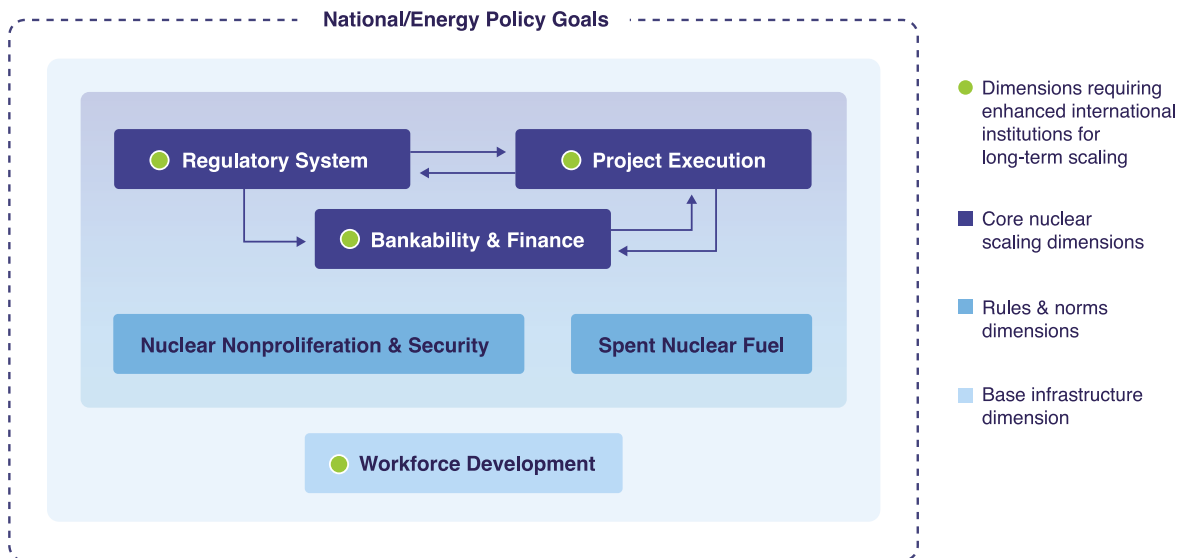 National/Energy Policy Goals
Regulatory System
Project Execution
Bankability & Finance
Nuclear Nonproliferation & Security
Spent Nuclear Fuel
Workforce Development
Dimensions requiring
enhanced international
institutions for
long-term scaling
Core nuclear
scaling dimensions
Rules & norms
dimensions
Base infrastructure
dimension